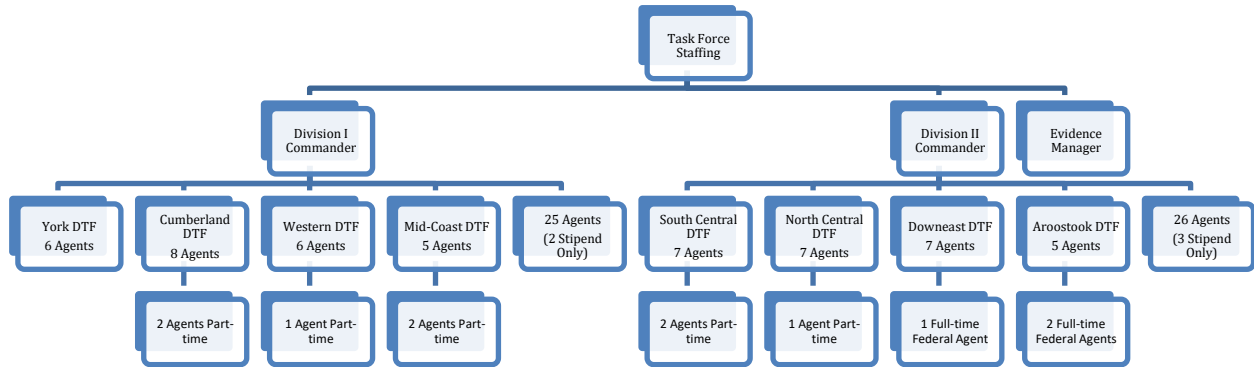 Task Force
Staffing
Division I
Commander
Division II
Commander
Evidence
Manager
York DTF
6 Agents
Cumberland
DTF
8 Agents
Western DTF
6 Agents
Mid-Coast DTF
5 Agents
25 Agents
(2 Stipend
Only)
South Central
DTF
7 Agents
North Central
DTF
7 Agents
Downeast DTF
7 Agents
Aroostook DTF
5 Agents
26 Agents
(3 Stipend
Only)
2 Agents Part-
time
1 Agent Part-
time
2 Agents Part-
time
2 Agents Part-
time
1 Agent Part-
time
1 Full-time
Federal Agent
2 Full-time
Federal Agents